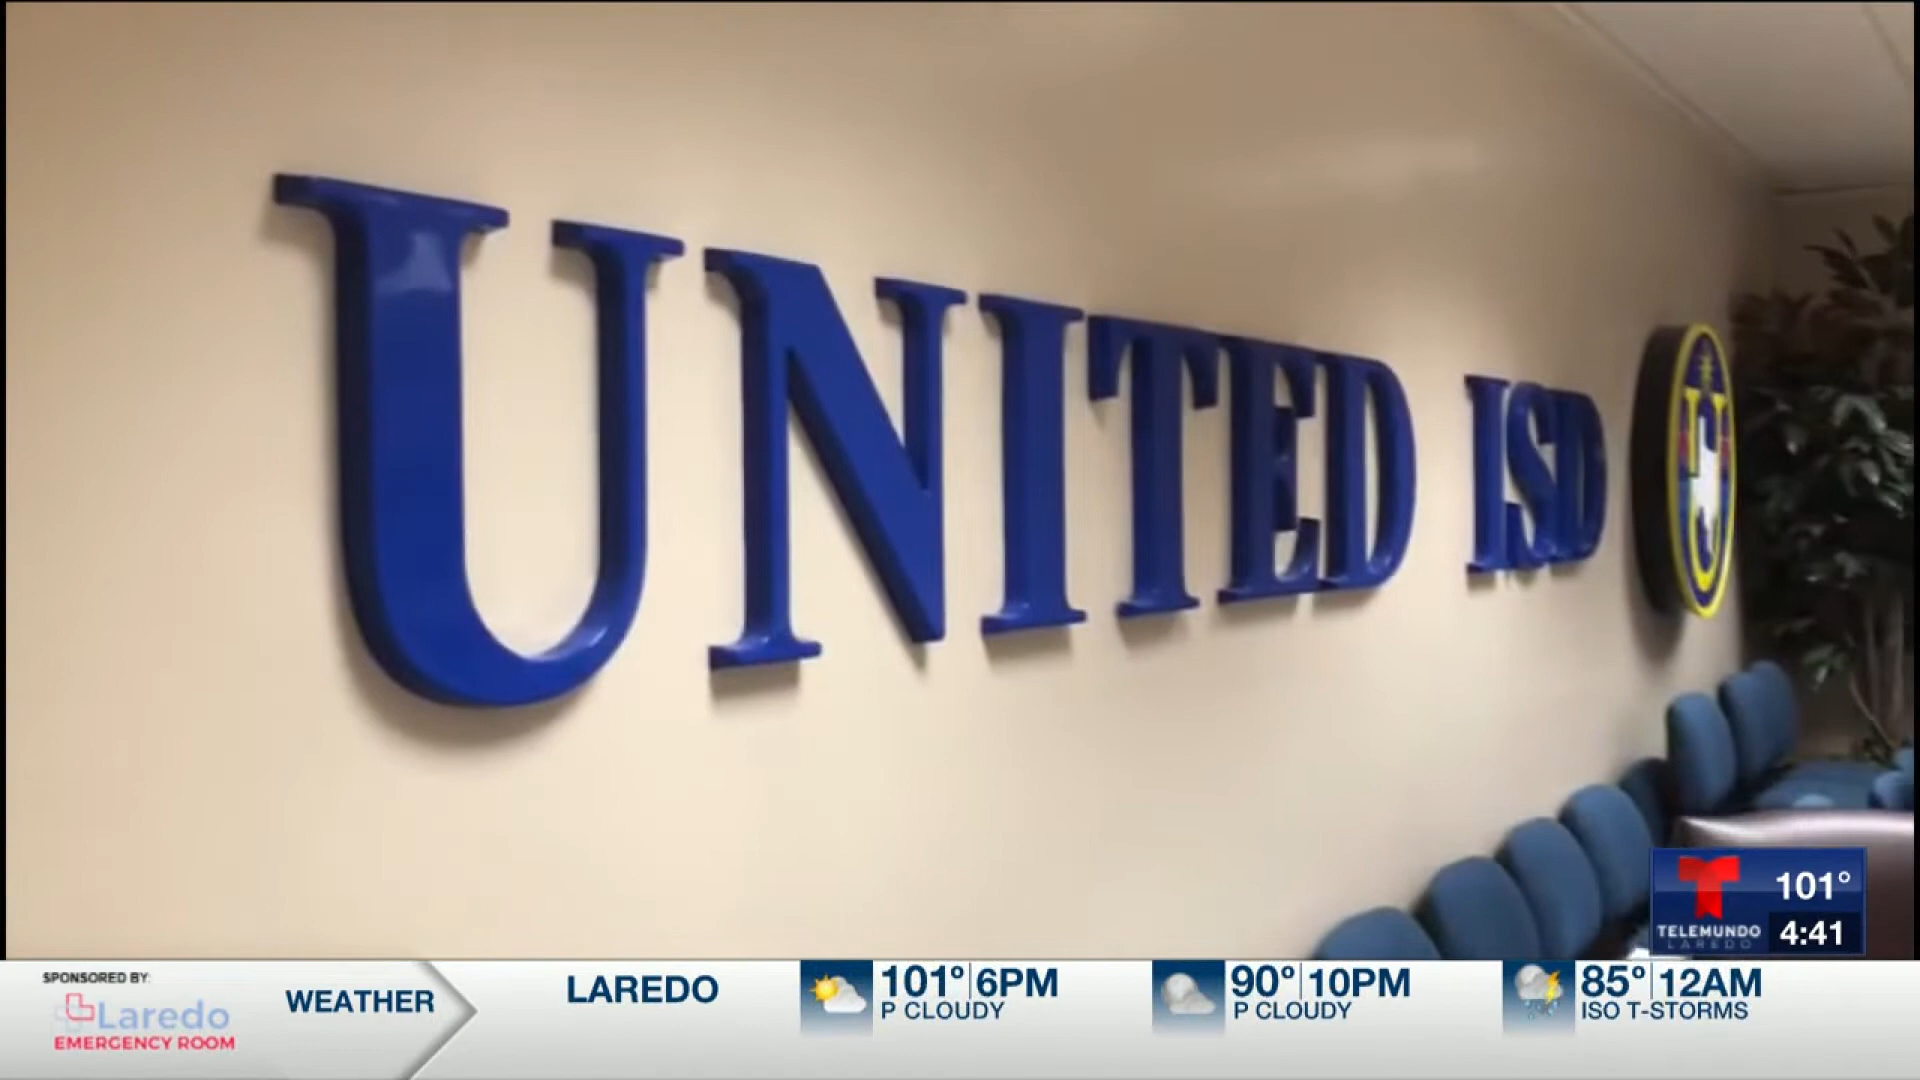 UNITED ISD
U
101°
TELEMUNDO
LAREDO
4:41
SPONSORED BY:
Laredo
EMERGENCY ROOM
WEATHER
LAREDO
101° 6PM
P CLOUDY
90° 10PM
P CLOUDY
85° 12AM
ISO T-STORMS